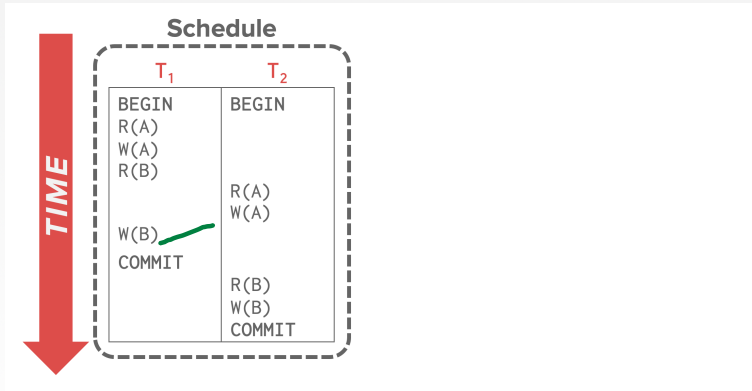 Schedule
TIME
T1 T2
BEGIN BEGIN
R(A)
W(A)
R(B)
R(A)
W(A)
W(B)
COMMIT
R(B)
W(B)
COMMIT